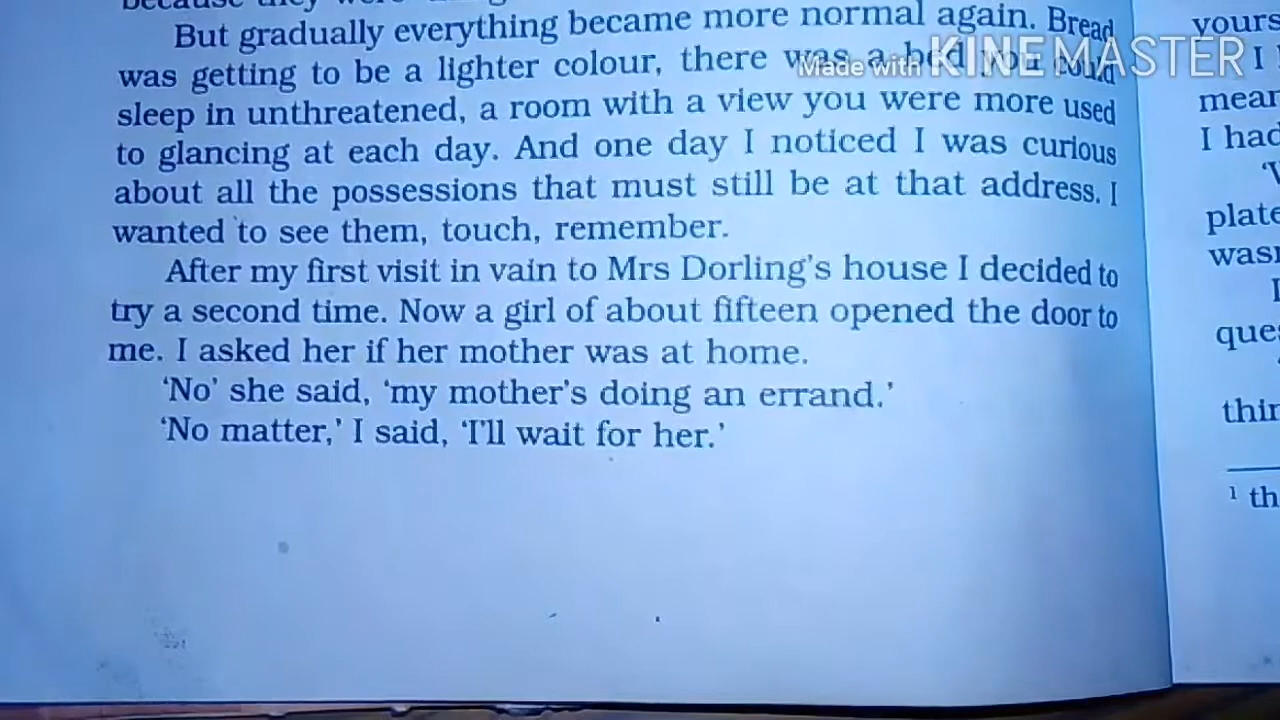 But gradually everything became more normal again. Bread
was getting to be a lighter colour, there was a bed you could
sleep in unthreatened, a room with a view you were more used
to glancing at each day. And one day I noticed I was curious
about all the possessions that must still be at that address. I
wanted to see them, touch, remember.
After my first visit in vain to Mrs Dorling's house I decided to
try a second time. Now a girl of about fifteen opened the door to
me. I asked her if her mother was at home.
‘No’ she said, ‘my mother's doing an errand.’
‘No matter,’ I said, ‘I'll wait for her.’
Made with KINEMASTER
yours
I
mean
I had
plate
1 th